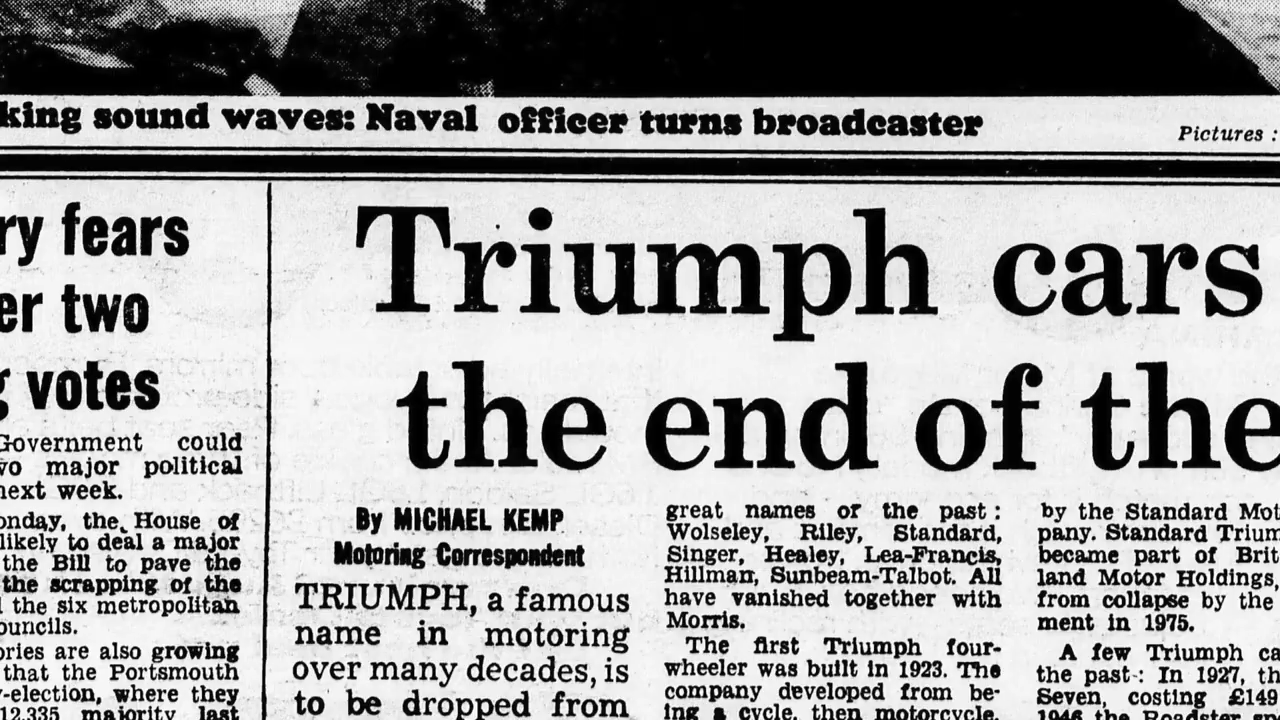 king sound waves: Naval officer turns broadcaster
Pictures :
ry fears
er two
g votes
Government could
wo major political
next week.
onday, the House of
likely to deal a major
the Bill to pave the
the scrapping of the
d the six metropolitan
ouncils.
ories are also growing
that the Portsmouth
y-election, where they
12,335 majority last
Triumph cars
the end of the
By MICHAEL KEMP
Motoring Correspondent
TRIUMPH, a famous
name in motoring
over many decades, is
to be dropped from
great names of the past:
Wolseley, Riley, Standard,
Singer, Healey, Lea-Francis,
Hillman, Sunbeam-Talbot. All
have vanished together with
Morris.
The first Triumph four-
wheeler was built in 1923. The
company developed from be-
ing a cycle, then motorcycle,
by the Standard Mot
pany. Standard Trium
became part of Brit
land Motor Holdings,
from collapse by the
ment in 1975.
A few Triumph ca
the past: In 1927, th
Seven, costing £149
1946 the Roadster